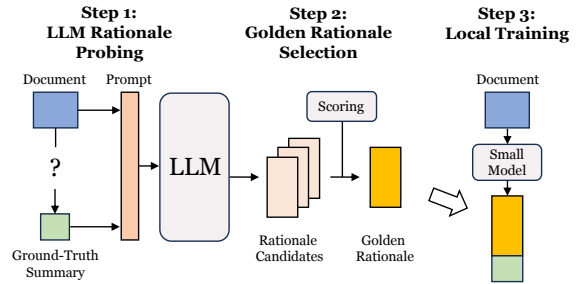 Step 1:
LLM Rationale
Probing
Step 2:
Golden Rationale
Selection
Step 3:
Local Training
Document
Prompt
?
Ground-Truth
Summary
LLM
Scoring
Rationale
Candidates
Golden
Rationale
Document
Small
Model